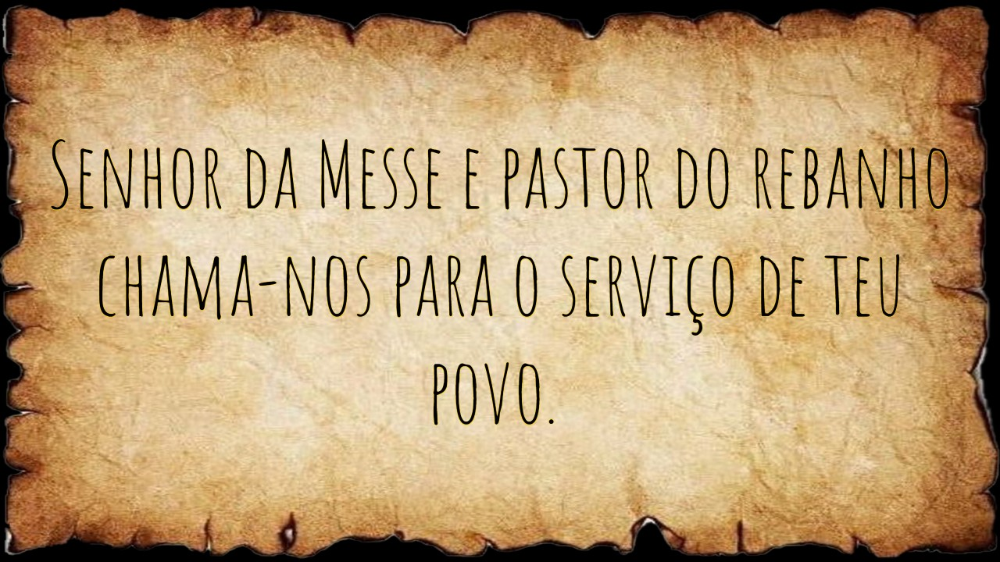 Senhor da Messe e pastor do rebanho
chama-nos para o serviço de teu
povo.